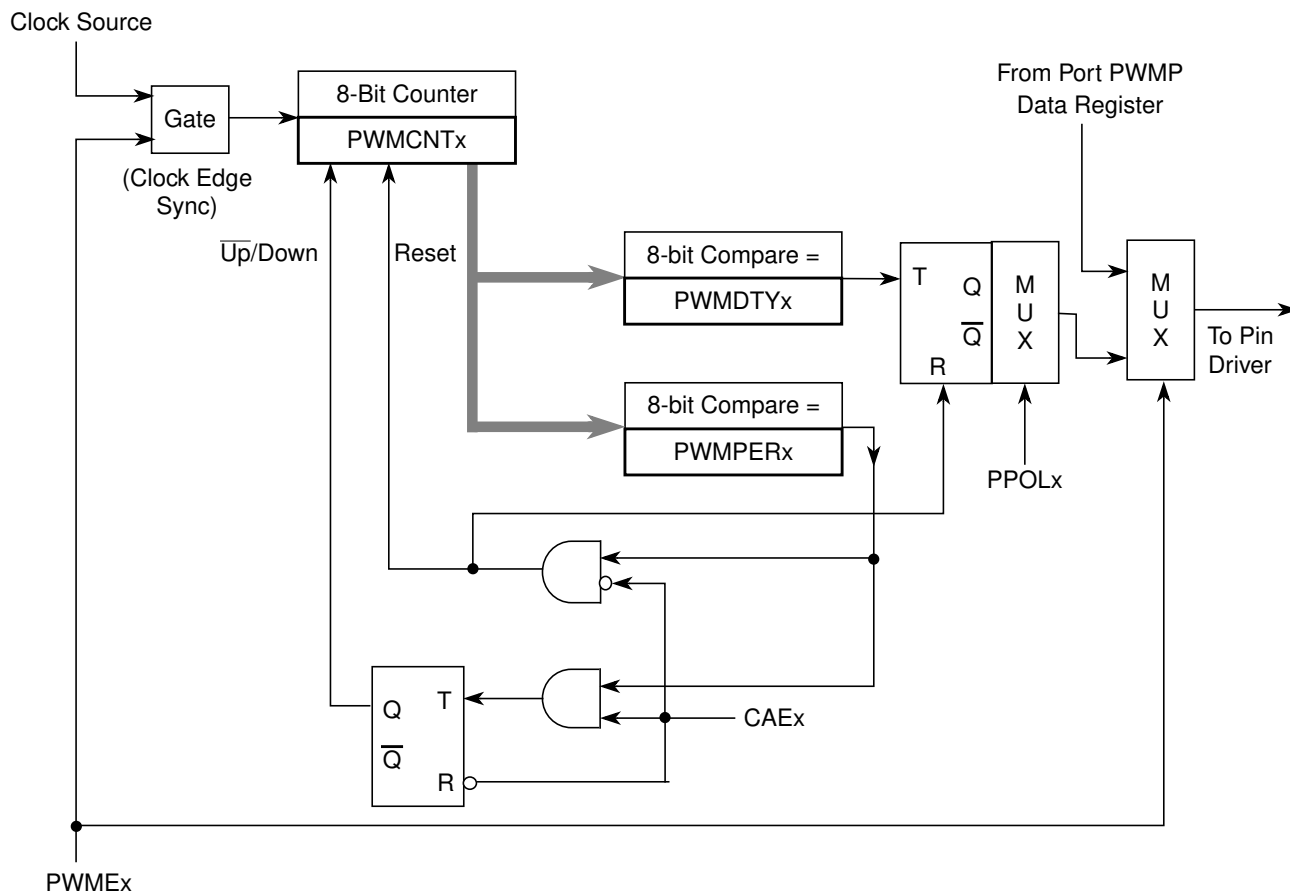 Clock Source
8-Bit Counter
PWMCNTx
Gate
(Clock Edge
Sync)
From Port PWMP
Data Register
U̅p̅/Down
Reset
8-bit Compare =
PWMDTYx
T
Q
Q̅
R
M
U
X
M
U
X
To Pin
Driver
8-bit Compare =
PWMPERx
PPOLx
Q
T
Q̅
R
CAEx
PWMEx